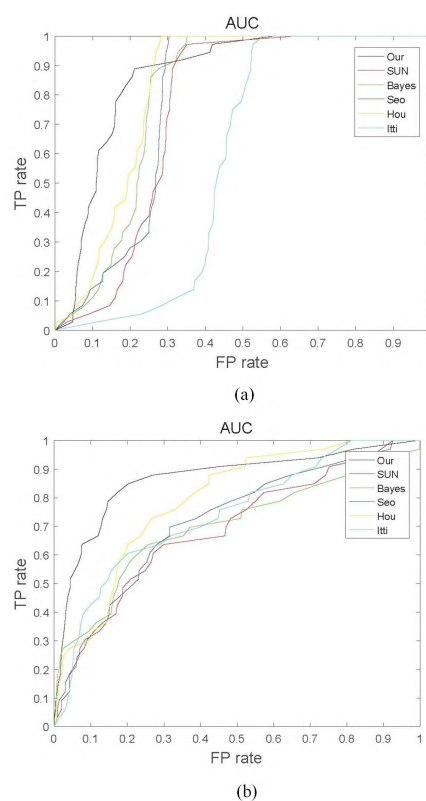 AUC
1
0.9
0.8
0.7
0.6
0.5
0.4
0.3
0.2
0.1
0
TP rate
Our
SUN
Bayes
Seo
Hou
Itti
0 0.1 0.2 0.3 0.4 0.5 0.6 0.7 0.8 0.9
FP rate
(a)
AUC
1
0.9
0.8
0.7
0.6
0.5
0.4
0.3
0.2
0.1
0
TP rate
Our
SUN
Bayes
Seo
Hou
Itti
0 0.1 0.2 0.3 0.4 0.5 0.6 0.7 0.8 0.9 1
FP rate
(b)